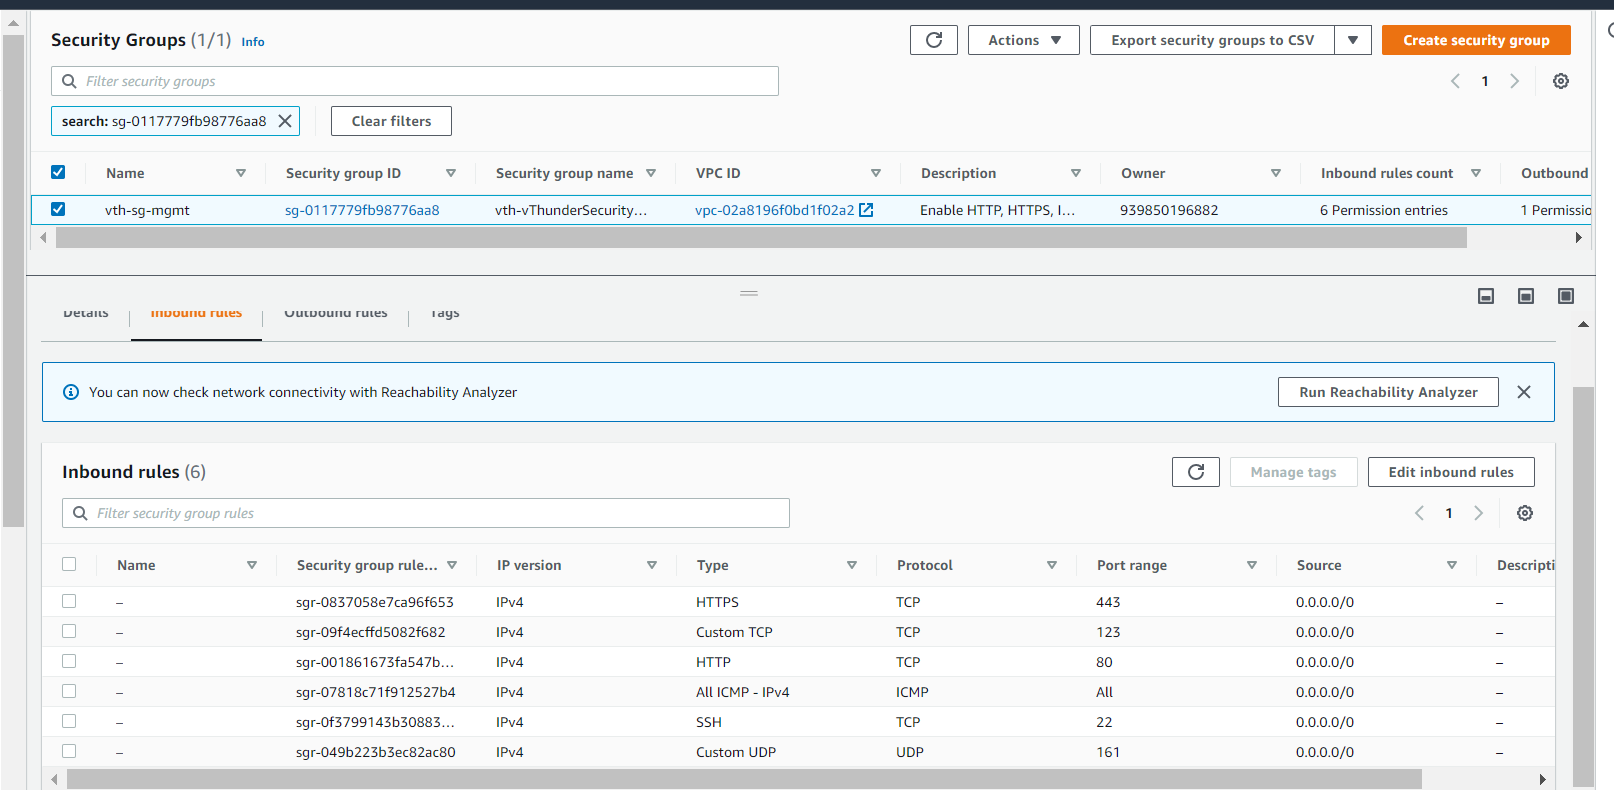 Security Groups (1/1) Info
Actions Export security groups to CSV Create security group
Filter security groups
1
search: sg-0117779fb98776aa8 Clear filters
Name Security group ID Security group name VPC ID Description Owner Inbound rules count Outbound
vth-sg-mgmt sg-0117779fb98776aa8 vth-vThunderSecurity... vpc-02a8196f0bd1f02a2 Enable HTTP, HTTPS, I... 939850196882 6 Permission entries 1 Permissio
Details Inbound rules Outbound rules Tags
You can now check network connectivity with Reachability Analyzer Run Reachability Analyzer
Inbound rules (6) Manage tags Edit inbound rules
Filter security group rules
1
Name Security group rule... IP version Type Protocol Port range Source Descripti
– sgr-0837058e7ca96f653 IPv4 HTTPS TCP 443 0.0.0.0/0 –
– sgr-09f4ecffd5082f682 IPv4 Custom TCP TCP 123 0.0.0.0/0 –
– sgr-001861673fa547b... IPv4 HTTP TCP 80 0.0.0.0/0 –
– sgr-07818c71f912527b4 IPv4 All ICMP - IPv4 ICMP All 0.0.0.0/0 –
– sgr-0f3799143b30883... IPv4 SSH TCP 22 0.0.0.0/0 –
– sgr-049b223b3ec82ac80 IPv4 Custom UDP UDP 161 0.0.0.0/0 –